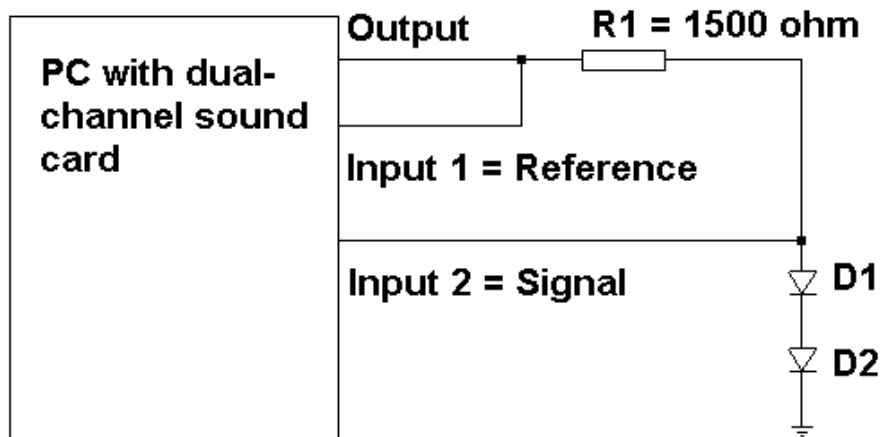 Output
R1 = 1500 ohm
PC with dual-
channel sound
card
Input 1 = Reference
Input 2 = Signal
D1
D2